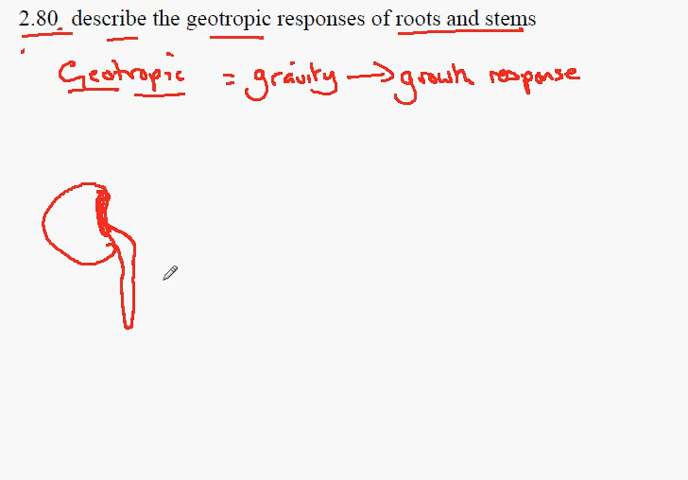 2.80 describe the geotropic responses of roots and stems
Geotropic = gravity → growth response